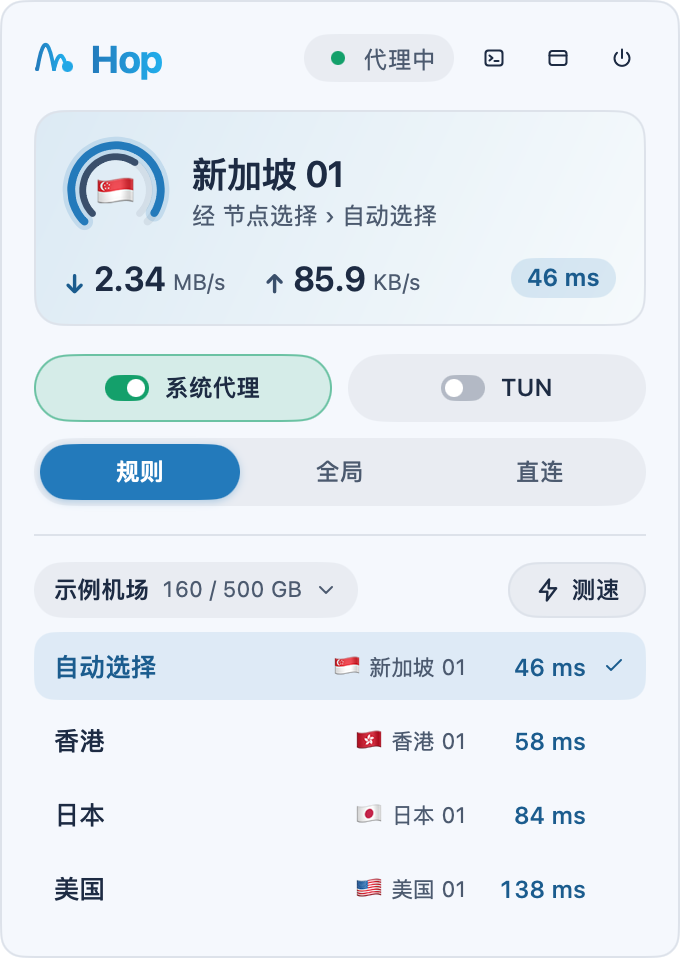 Hop 代理中
新加坡 01
经 节点选择 › 自动选择
↓ 2.34 MB/s ↑ 85.9 KB/s 46 ms
系统代理 TUN
规则 全局 直连
示例机场 160 / 500 GB 测速
自动选择 🇸🇬 新加坡 01 46 ms ✓
香港 🇭🇰 香港 01 58 ms
日本 🇯🇵 日本 01 84 ms
美国 🇺🇸 美国 01 138 ms